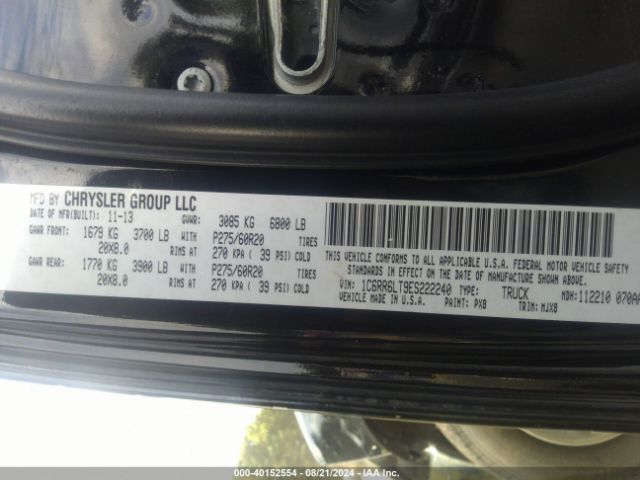 MFD BY CHRYSLER GROUP LLC
DATE OF MFR(BUILT): 11-13 GVWR: 3085 KG 6800 LB
GAWR FRONT: 1679 KG 3700 LB WITH P275/60R20 TIRES
20X8.0 RIMS AT 270 KPA ( 39 PSI) COLD
GAWR REAR: 1770 KG 3900 LB WITH P275/60R20 TIRES
20X8.0 RIMS AT 270 KPA ( 39 PSI) COLD
THIS VEHICLE CONFORMS TO ALL APPLICABLE U.S.A. FEDERAL MOTOR VEHICLE SAFETY
STANDARDS IN EFFECT ON THE DATE OF MANUFACTURE SHOWN ABOVE.
VIN: 1C6RR6LT9ES222240 TYPE: TRUCK MDH: 112210 070A
VEHICLE MADE IN U.S.A. PAINT: PX8 TRIM: MJX8
000-40152554 - 08/21/2024 - IAA Inc.